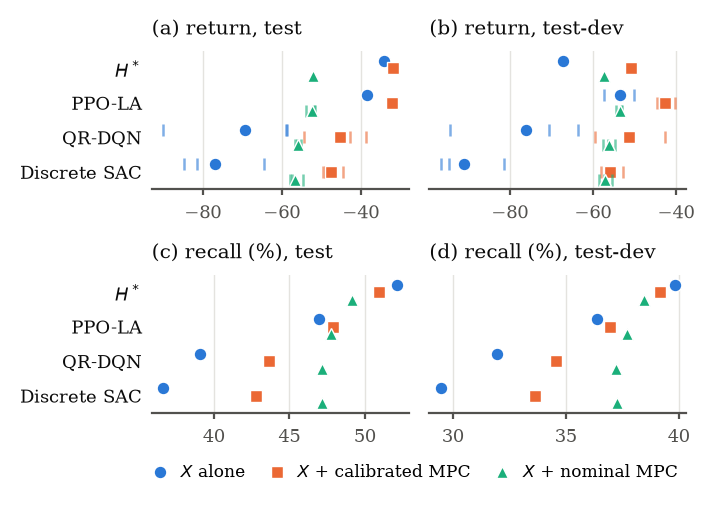 (a) return, test
(b) return, test-dev
H*
PPO-LA
QR-DQN
Discrete SAC
−80 −60 −40
−80 −60 −40
(c) recall (%), test
(d) recall (%), test-dev
H*
PPO-LA
QR-DQN
Discrete SAC
40 45 50
30 35 40
X alone
X + calibrated MPC
X + nominal MPC